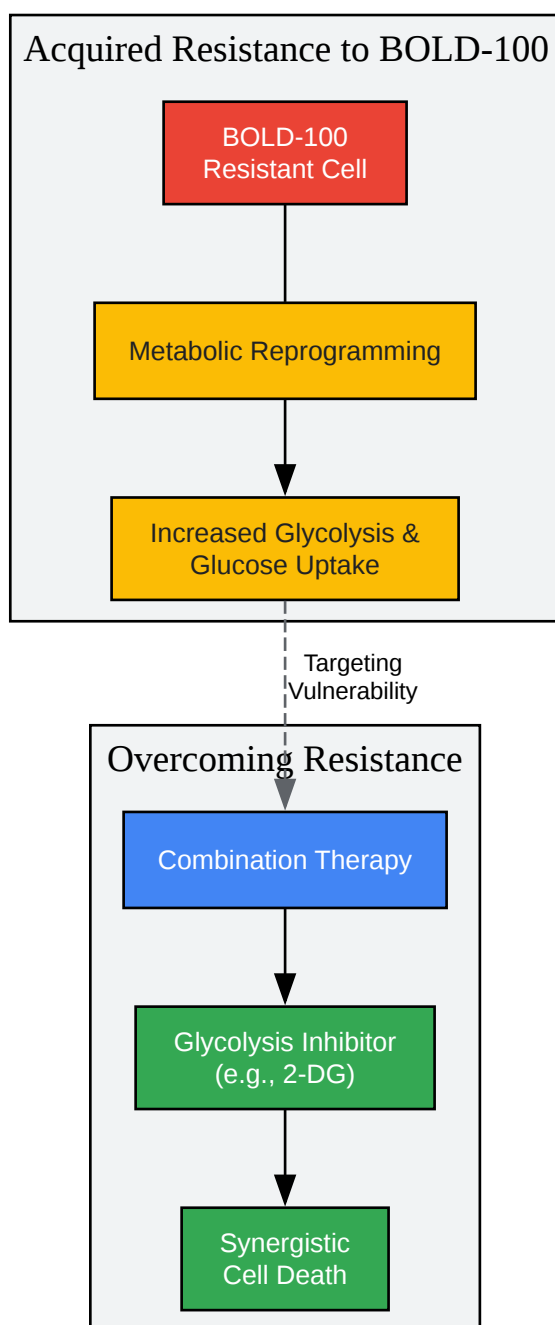 Acquired Resistance to BOLD-100
BOLD-100
Resistant Cell
Metabolic Reprogramming
Increased Glycolysis &
Glucose Uptake
Targeting
Vulnerability
Overcoming Resistance
Combination Therapy
Glycolysis Inhibitor
(e.g., 2-DG)
Synergistic
Cell Death